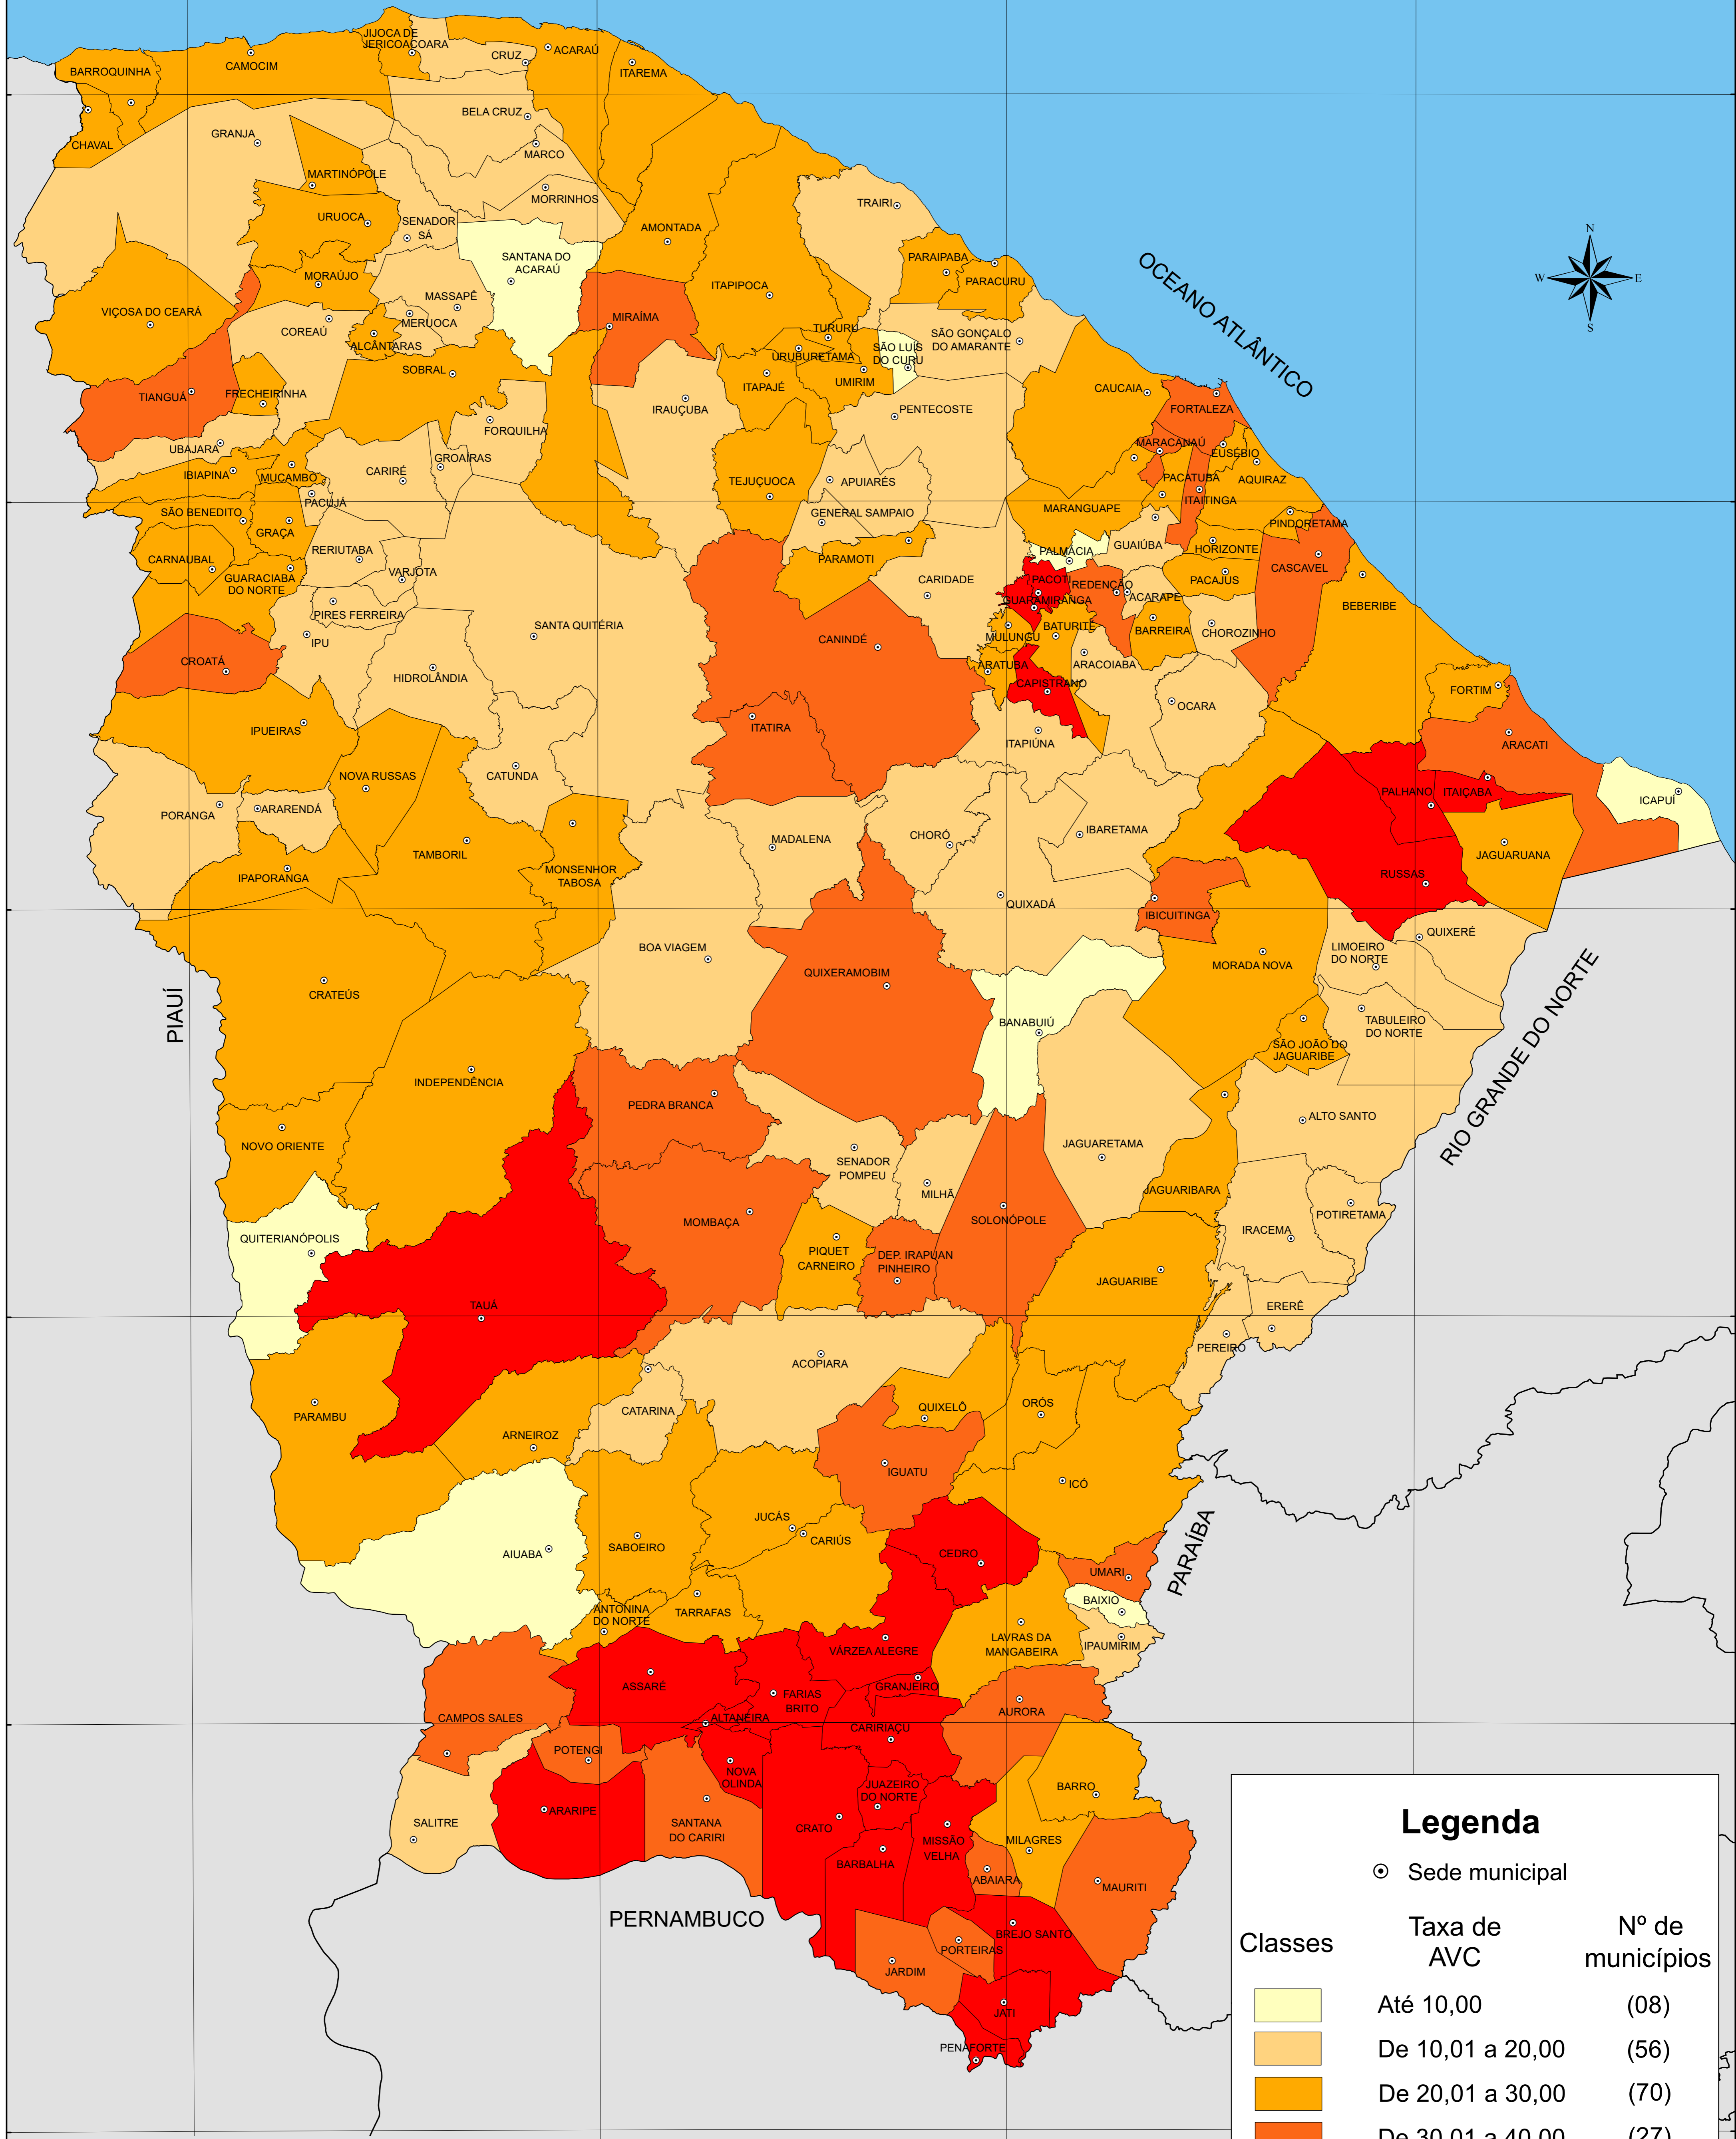 JIJOCA DE
JERICOACOARA
CRUZ
ACARAÚ
ITAREMA
BARROQUINHA
CAMOCIM
CHAVAL
GRANJA
BELA CRUZ
MARCO
MARTINÓPOLE
MORRINHOS
URUOCA
SENADOR
SÁ
TRAIRI
AMONTADA
SANTANA DO
ACARAÚ
PARAIPABA
PARACURU
MORAÚJO
MASSAPÊ
ITAPIPOCA
VIÇOSA DO CEARÁ
COREAÚ
MERUOCA
MIRAÍMA
ALCÂNTARAS
TURURU
URUBURETAMA
SÃO LUÍS
DO CURU
SÃO GONÇALO
DO AMARANTE
OCEANO ATLÂNTICO
N
W
E
S
SOBRAL
UMIRIM
ITAPAJÉ
TIANGUÁ
FRECHEIRINHA
IRAUÇUBA
PENTECOSTE
CAUCAIA
FORTALEZA
FORQUILHA
UBAJARA
MARACANAÚ
EUSÉBIO
IBIAPINA
MUCAMBO
CARIRÉ
GROAÍRAS
TEJUÇUOCA
APUIARÉS
PACATUBA
AQUIRAZ
ITAITINGA
PACUJÁ
SÃO BENEDITO
GRAÇA
GENERAL SAMPAIO
MARANGUAPE
PINDORETAMA
RERIUTABA
CARNAUBAL
GUARACIABA
DO NORTE
VARJOTA
PARAMOTI
CARIDADE
PALMÁCIA
GUAIÚBA
HORIZONTE
CASCAVEL
PACOTI
REDENÇÃO
PACAJUS
GUARAMIRANGA
ACARAPE
BEBERIBE
PIRES FERREIRA
IPU
SANTA QUITÉRIA
CANINDÉ
MULUNGU
BATURITÉ
BARREIRA
CHOROZINHO
CROATÁ
HIDROLÂNDIA
ARATUBA
ARACOIABA
CAPISTRANO
FORTIM
OCARA
IPUEIRAS
ITATIRA
ITAPIÚNA
ARACATI
NOVA RUSSAS
CATUNDA
PALHANO
ITAIÇABA
ICAPUÍ
PORANGA
ARARENDÁ
MADALENA
CHORÓ
IBARETAMA
TAMBORIL
JAGUARUANA
IPAPORANGA
MONSENHOR
TABOSA
RUSSAS
QUIXADÁ
IBICUITINGA
BOA VIAGEM
QUIXERÉ
LIMOEIRO
DO NORTE
QUIXERAMOBIM
MORADA NOVA
CRATEÚS
PIAUÍ
BANABUIÚ
TABULEIRO
DO NORTE
SÃO JOÃO DO
JAGUARIBE
RIO GRANDE DO NORTE
INDEPENDÊNCIA
PEDRA BRANCA
ALTO SANTO
NOVO ORIENTE
JAGUARETAMA
SENADOR
POMPEU
MILHÃ
JAGUARIBARA
MOMBAÇA
SOLONÓPOLE
POTIRETAMA
IRACEMA
QUITERIANÓPOLIS
PIQUET
CARNEIRO
DEP. IRAPUAN
PINHEIRO
JAGUARIBE
TAUÁ
ERERÊ
PEREIRO
ACOPIARA
PARAMBU
CATARINA
QUIXELÔ
ORÓS
ARNEIROZ
IGUATU
ICÓ
JUCÁS
CARIÚS
SABOEIRO
AIUABA
CEDRO
UMARI
PARAÍBA
BAIXIO
ANTONINA
DO NORTE
TARRAFAS
LAVRAS DA
MANGABEIRA
IPAUMIRIM
VÁRZEA ALEGRE
ASSARÉ
GRANJEIRO
FARIAS
BRITO
AURORA
CAMPOS SALES
ALTANEIRA
CARIRIAÇU
POTENGI
NOVA
OLINDA
JUAZEIRO
DO NORTE
BARRO
ARARIPE
SALITRE
SANTANA
DO CARIRI
CRATO
MISSÃO
VELHA
MILAGRES
BARBALHA
ABAIARA
MAURITI
PERNAMBUCO
BREJO SANTO
PORTEIRAS
JARDIM
JATI
PENAFORTE
Legenda
Sede municipal
Classes
Taxa de
AVC
Nº de
municípios
Até 10,00 (08)
De 10,01 a 20,00 (56)
De 20,01 a 30,00 (70)
De 30,01 a 40,00 (27)